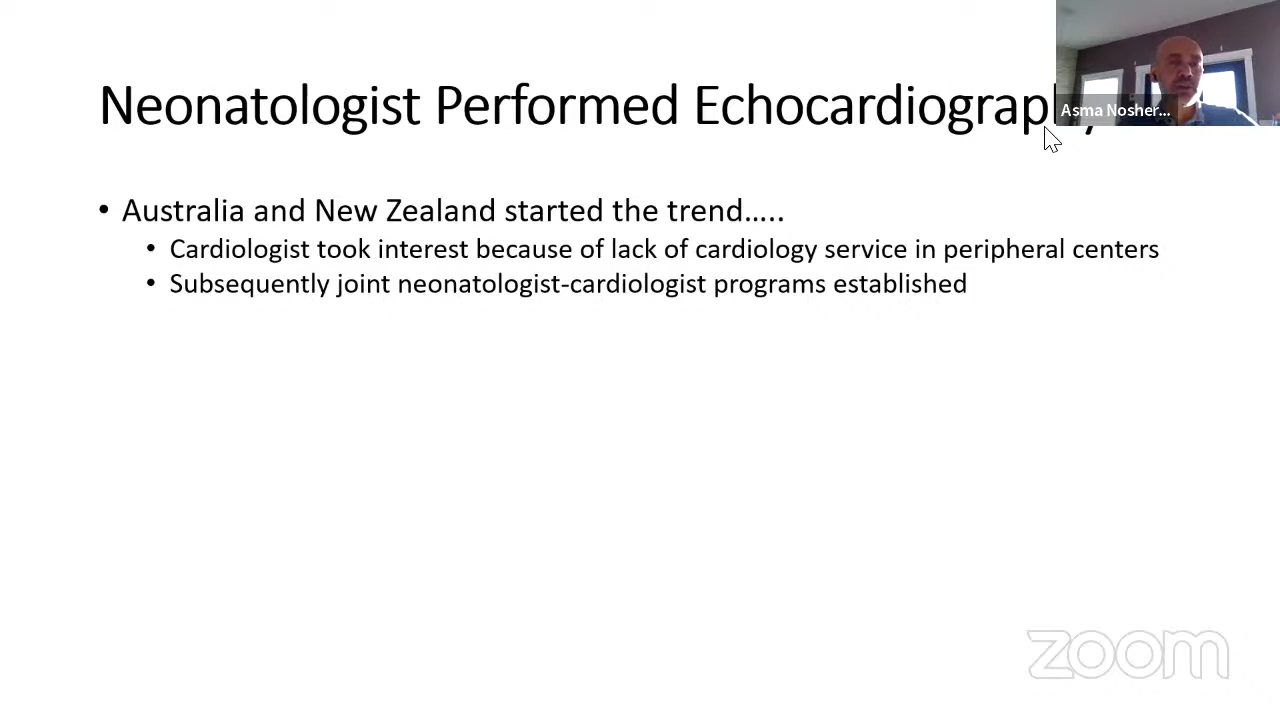 Neonatologist Performed Echocardiography
Asma Nosher...
• Australia and New Zealand started the trend.....
• Cardiologist took interest because of lack of cardiology service in peripheral centers
• Subsequently joint neonatologist-cardiologist programs established
zoom